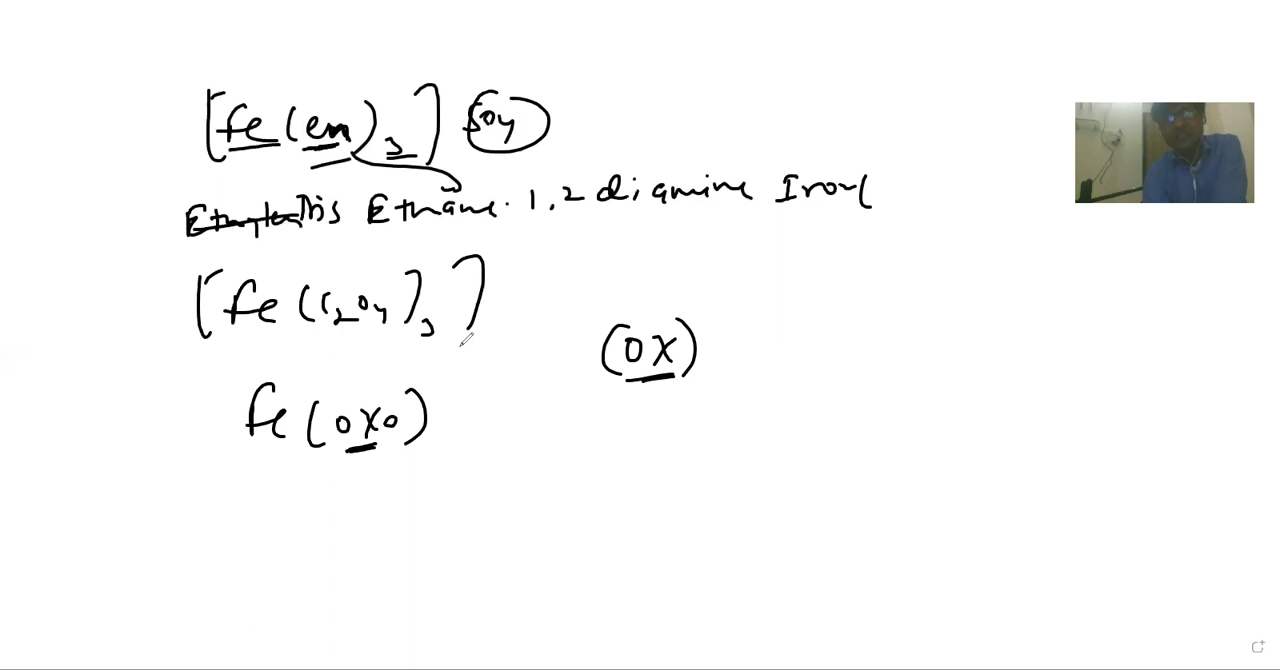 [fe(en)3] SO4
Tris Ethane. 1,2 diamine Iron(
[fe(C2O4)3]
(ox)
fe(oxo)